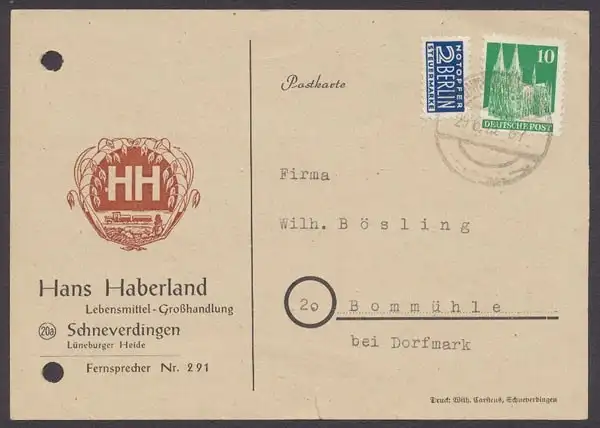 Postkarte
NOTOPFER
2 BERLIN
STEUERMARKE
10
DEUTSCHE POST
HH
Hans Haberland
Lebensmittel-Großhandlung
20a Schneverdingen
Lüneburger Heide
Fernsprecher Nr. 291
Firma
Wilh. Bösling
20 Bommühle
bei Dorfmark
Druck: Wilh. Carstens, Schneverdingen